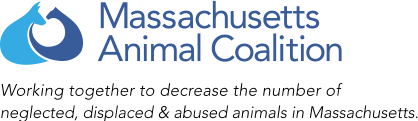 Massachusetts
Animal Coalition
Working together to decrease the number of
neglected, displaced & abused animals in Massachusetts.